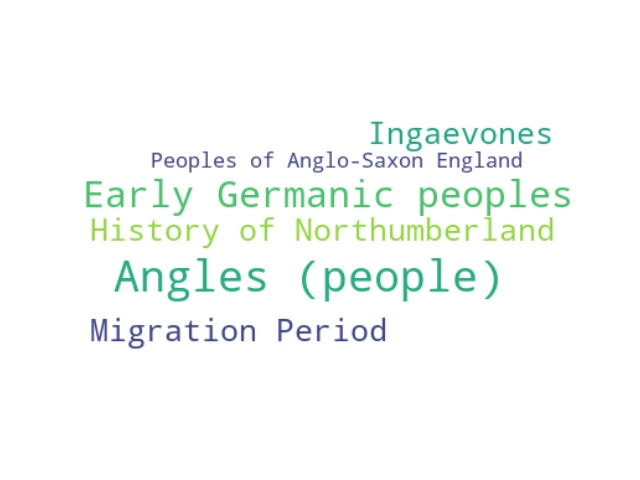 Ingaevones
Peoples of Anglo-Saxon England
Early Germanic peoples
History of Northumberland
Angles (people)
Migration Period